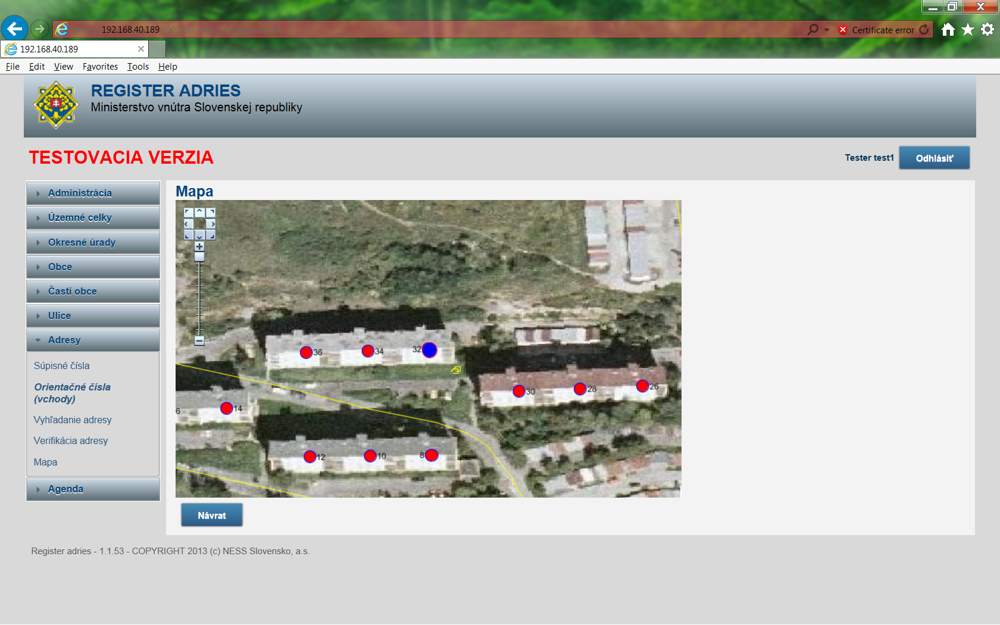 192.168.40.189
Certificate error
192.168.40.189
File Edit View Favorites Tools Help
REGISTER ADRIES
Ministerstvo vnútra Slovenskej republiky
TESTOVACIA VERZIA
Tester test1
Odhlásiť
Administrácia
Územné celky
Okresné úrady
Obce
Časti obce
Ulice
Adresy
Súpisné čísla
Orientačné čísla
(vchody)
Vyhľadanie adresy
Verifikácia adresy
Mapa
Agenda
Mapa
36 34 32
30 28 26
6 14
12 10 8
Návrat
Register adries - 1.1.53 - COPYRIGHT 2013 (c) NESS Slovensko, a.s.